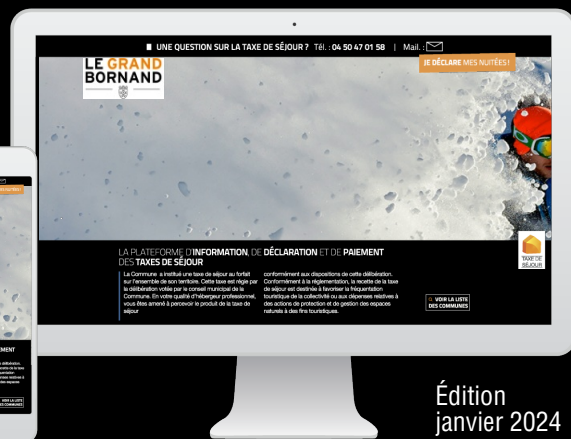 UNE QUESTION SUR LA TAXE DE SÉJOUR ? Tél. : 04 50 47 01 58 | Mail. :
JE DÉCLARE MES NUITÉES !
LE GRAND
BORNAND
LA PLATEFORME D'INFORMATION, DE DÉCLARATION ET DE PAIEMENT
DES TAXES DE SÉJOUR
La Commune a institué une taxe de séjour au forfait
sur l'ensemble de son territoire. Cette taxe est régie par
la délibération votée par le conseil municipal de la
Commune. En votre qualité d'hébergeur professionnel,
vous êtes amené à percevoir le produit de la taxe de
séjour
conformément aux dispositions de cette délibération.
Conformément à la réglementation, la recette de la taxe
de séjour est destinée à favoriser la fréquentation
touristique de la collectivité ou aux dépenses relatives à
des actions de protection et de gestion des espaces
naturels à des fins touristiques.
TAXE DE
SÉJOUR
VOIR LA LISTE
DES COMMUNES
Édition
janvier 2024